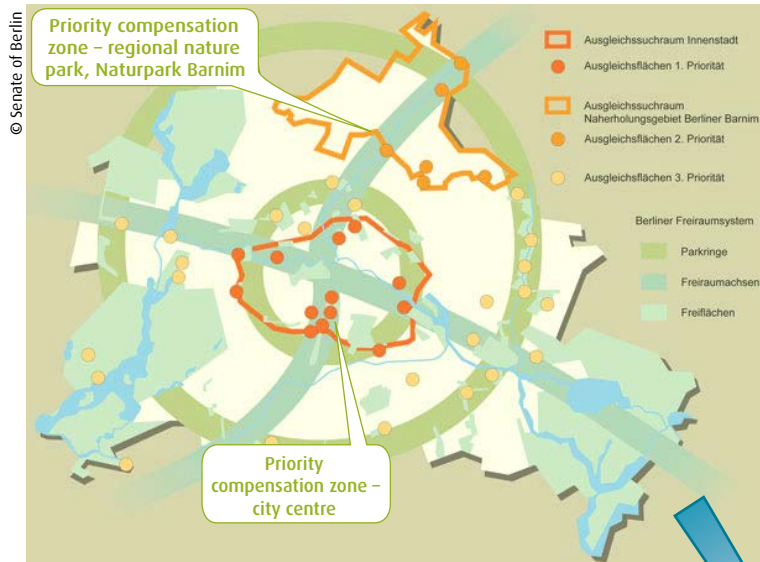 © Senate of Berlin
Priority compensation
zone – regional nature
park, Naturpark Barnim
Ausgleichssuchraum Innenstadt
Ausgleichsflächen 1. Priorität
Ausgleichssuchraum
Naherholungsgebiet Berliner Barnim
Ausgleichsflächen 2. Priorität
Ausgleichsflächen 3. Priorität
Berliner Freiraumsystem
Parkringe
Freiraumachsen
Freiflächen
Priority
compensation zone –
city centre